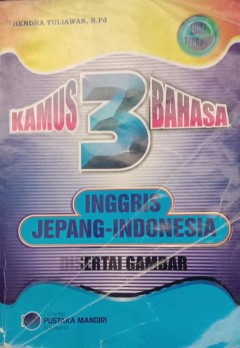 HENDRA YULIAWAN, S.Pd
KAMUS 3 BAHASA
INGGRIS
JEPANG-INDONESIA
DISERTAI GAMBAR
PUSTAKA MANDIRI